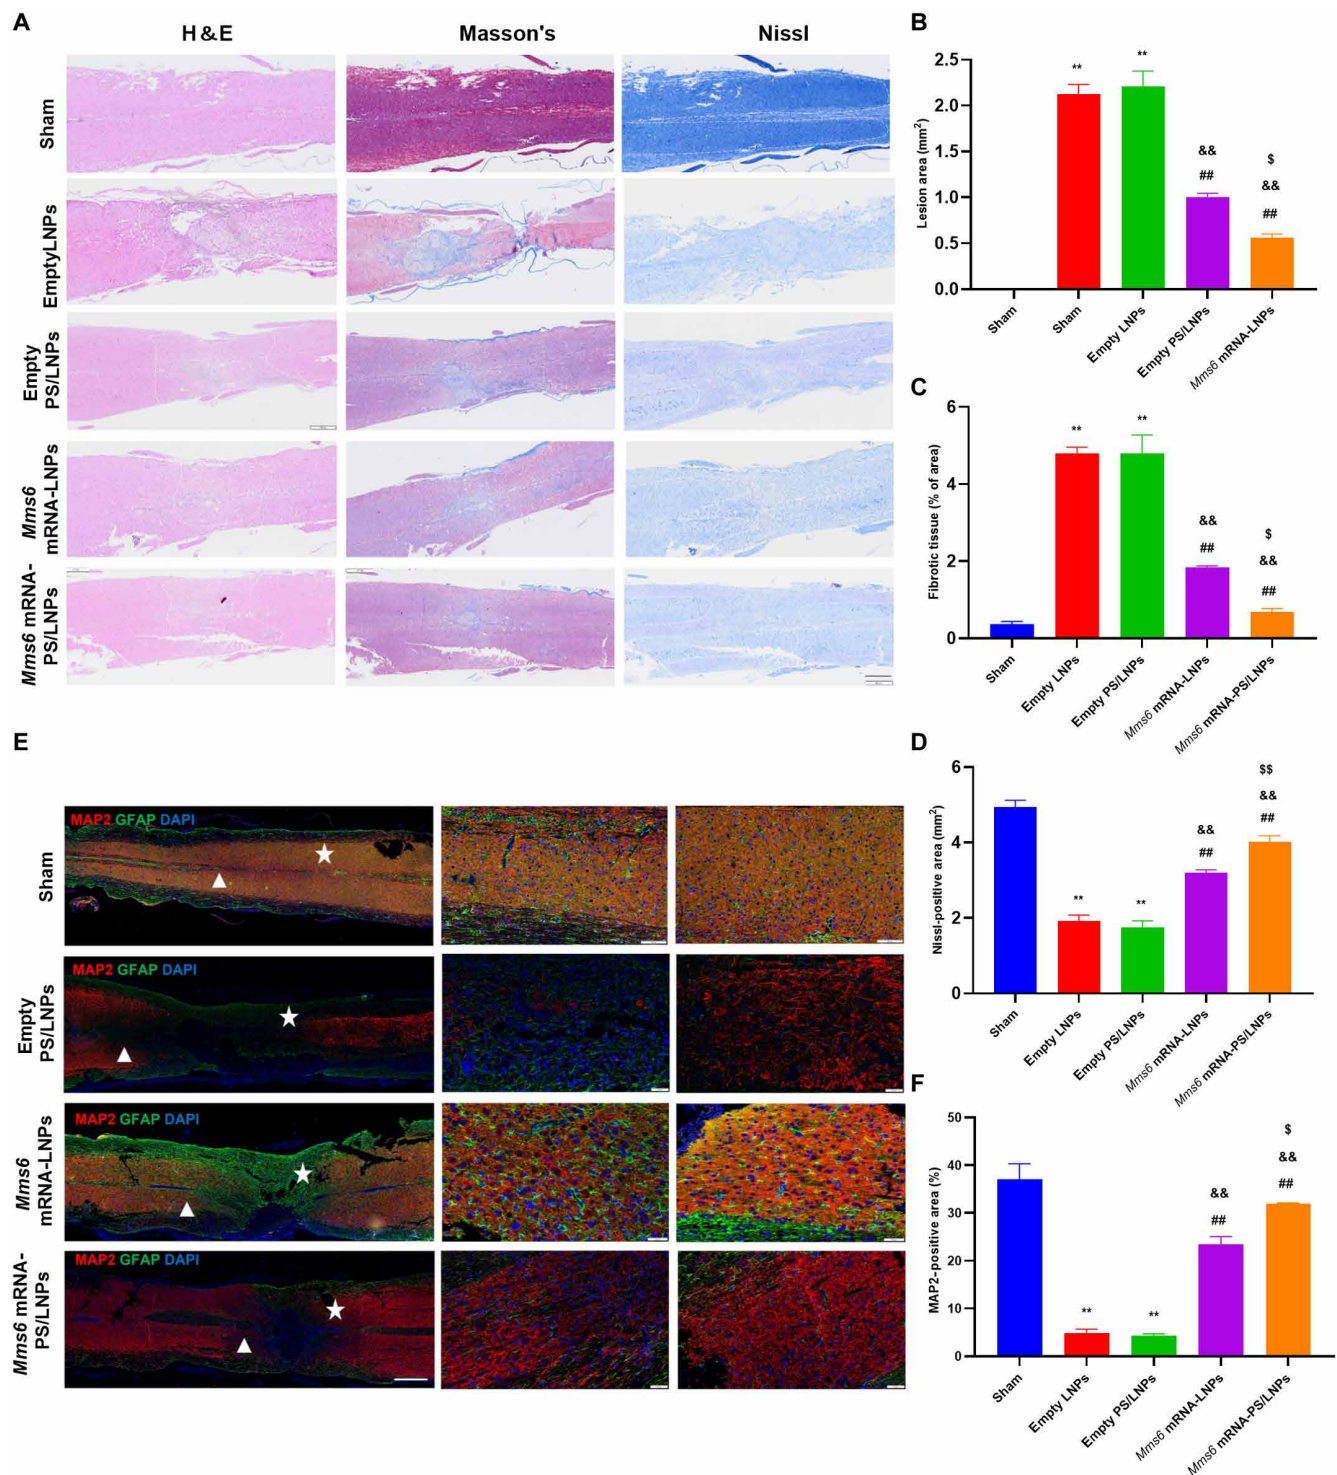 A
H&E
Masson's
Nissl
Sham
EmptyLNPs
Empty
PS/LNPs
Mms6
mRNA-LNPs
Mms6 mRNA-
PS/LNPs
B
Lesion area (mm²)
2.5
2.0
1.5
1.0
0.5
0.0
**
**
&&
##
$
&&
##
Sham
Sham
Empty LNPs
Empty PS/LNPs
Mms6 mRNA-LNPs
C
Fibrotic tissue (% of area)
6
4
2
0
**
**
&&
##
$
&&
##
Sham
Empty LNPs
Empty PS/LNPs
Mms6 mRNA-LNPs
Mms6 mRNA-PS/LNPs
D
Nissl-positive area (mm²)
6
4
2
0
**
**
&&
##
$$
&&
##
Sham
Empty LNPs
Empty PS/LNPs
Mms6 mRNA-LNPs
Mms6 mRNA-PS/LNPs
E
Sham
MAP2 GFAP DAPI
Empty
PS/LNPs
MAP2 GFAP DAPI
Mms6
mRNA-LNPs
MAP2 GFAP DAPI
Mms6 mRNA-
PS/LNPs
MAP2 GFAP DAPI
F
MAP2-positive area (%)
50
40
30
20
10
0
**
**
&&
##
$
&&
##
Sham
Empty LNPs
Empty PS/LNPs
Mms6 mRNA-LNPs
Mms6 mRNA-PS/LNPs